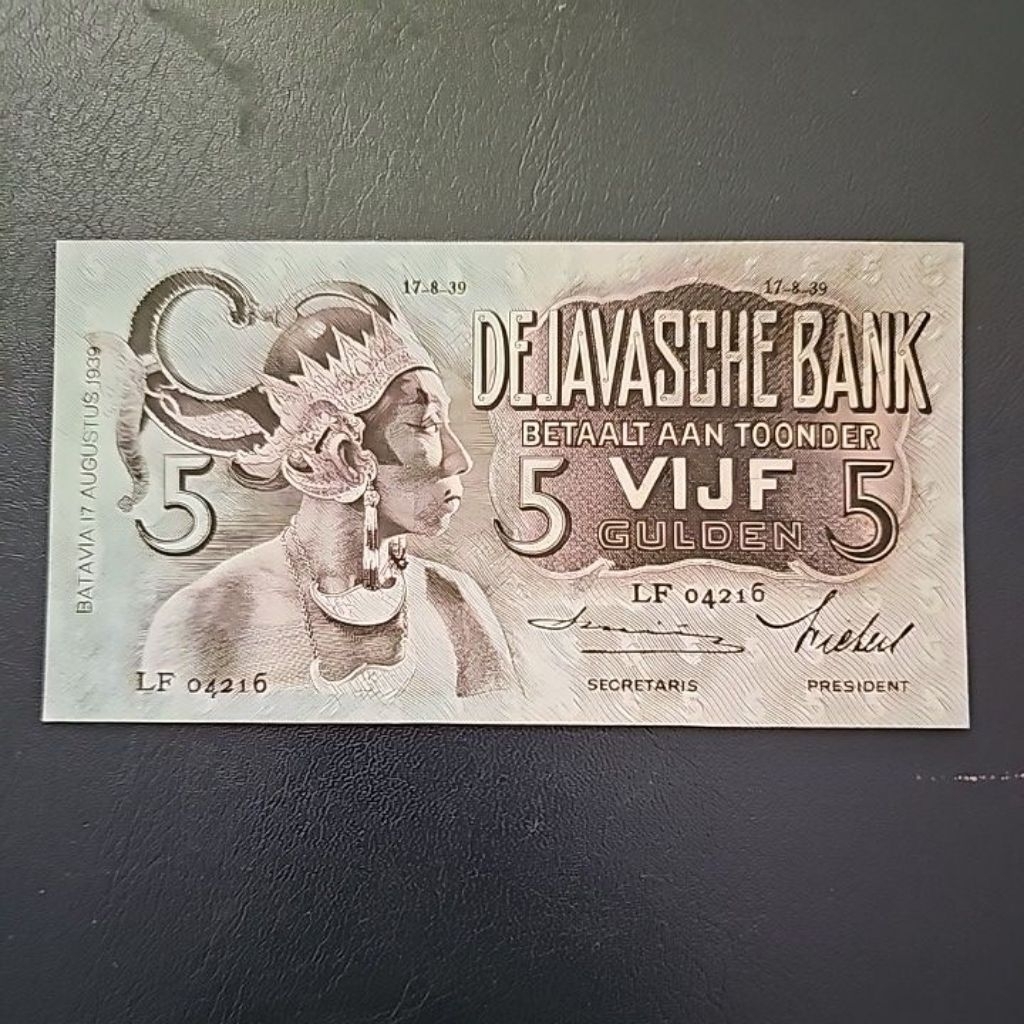 17-8-39 17-8-39
DE JAVASCHE BANK
BETAALT AAN TOONDER
5 5 VIJF 5
GULDEN
LF 04216
SECRETARIS PRESIDENT
LF 04216
BATAVIA 17 AUGUSTUS 1939